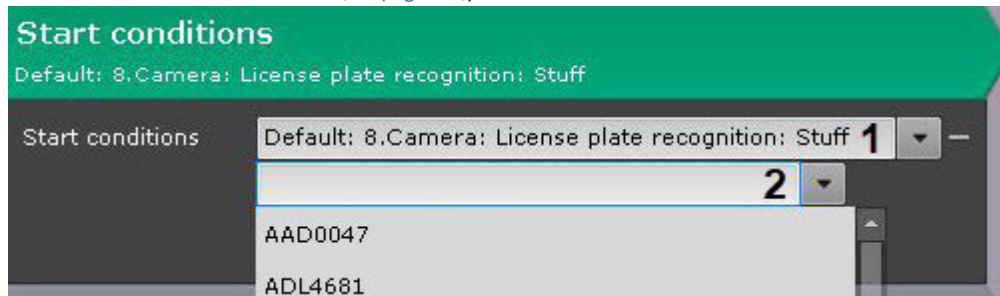 Start conditions
Default: 8.Camera: License plate recognition: Stuff
Start conditions Default: 8.Camera: License plate recognition: Stuff 1
2
AAD0047
ADL4681